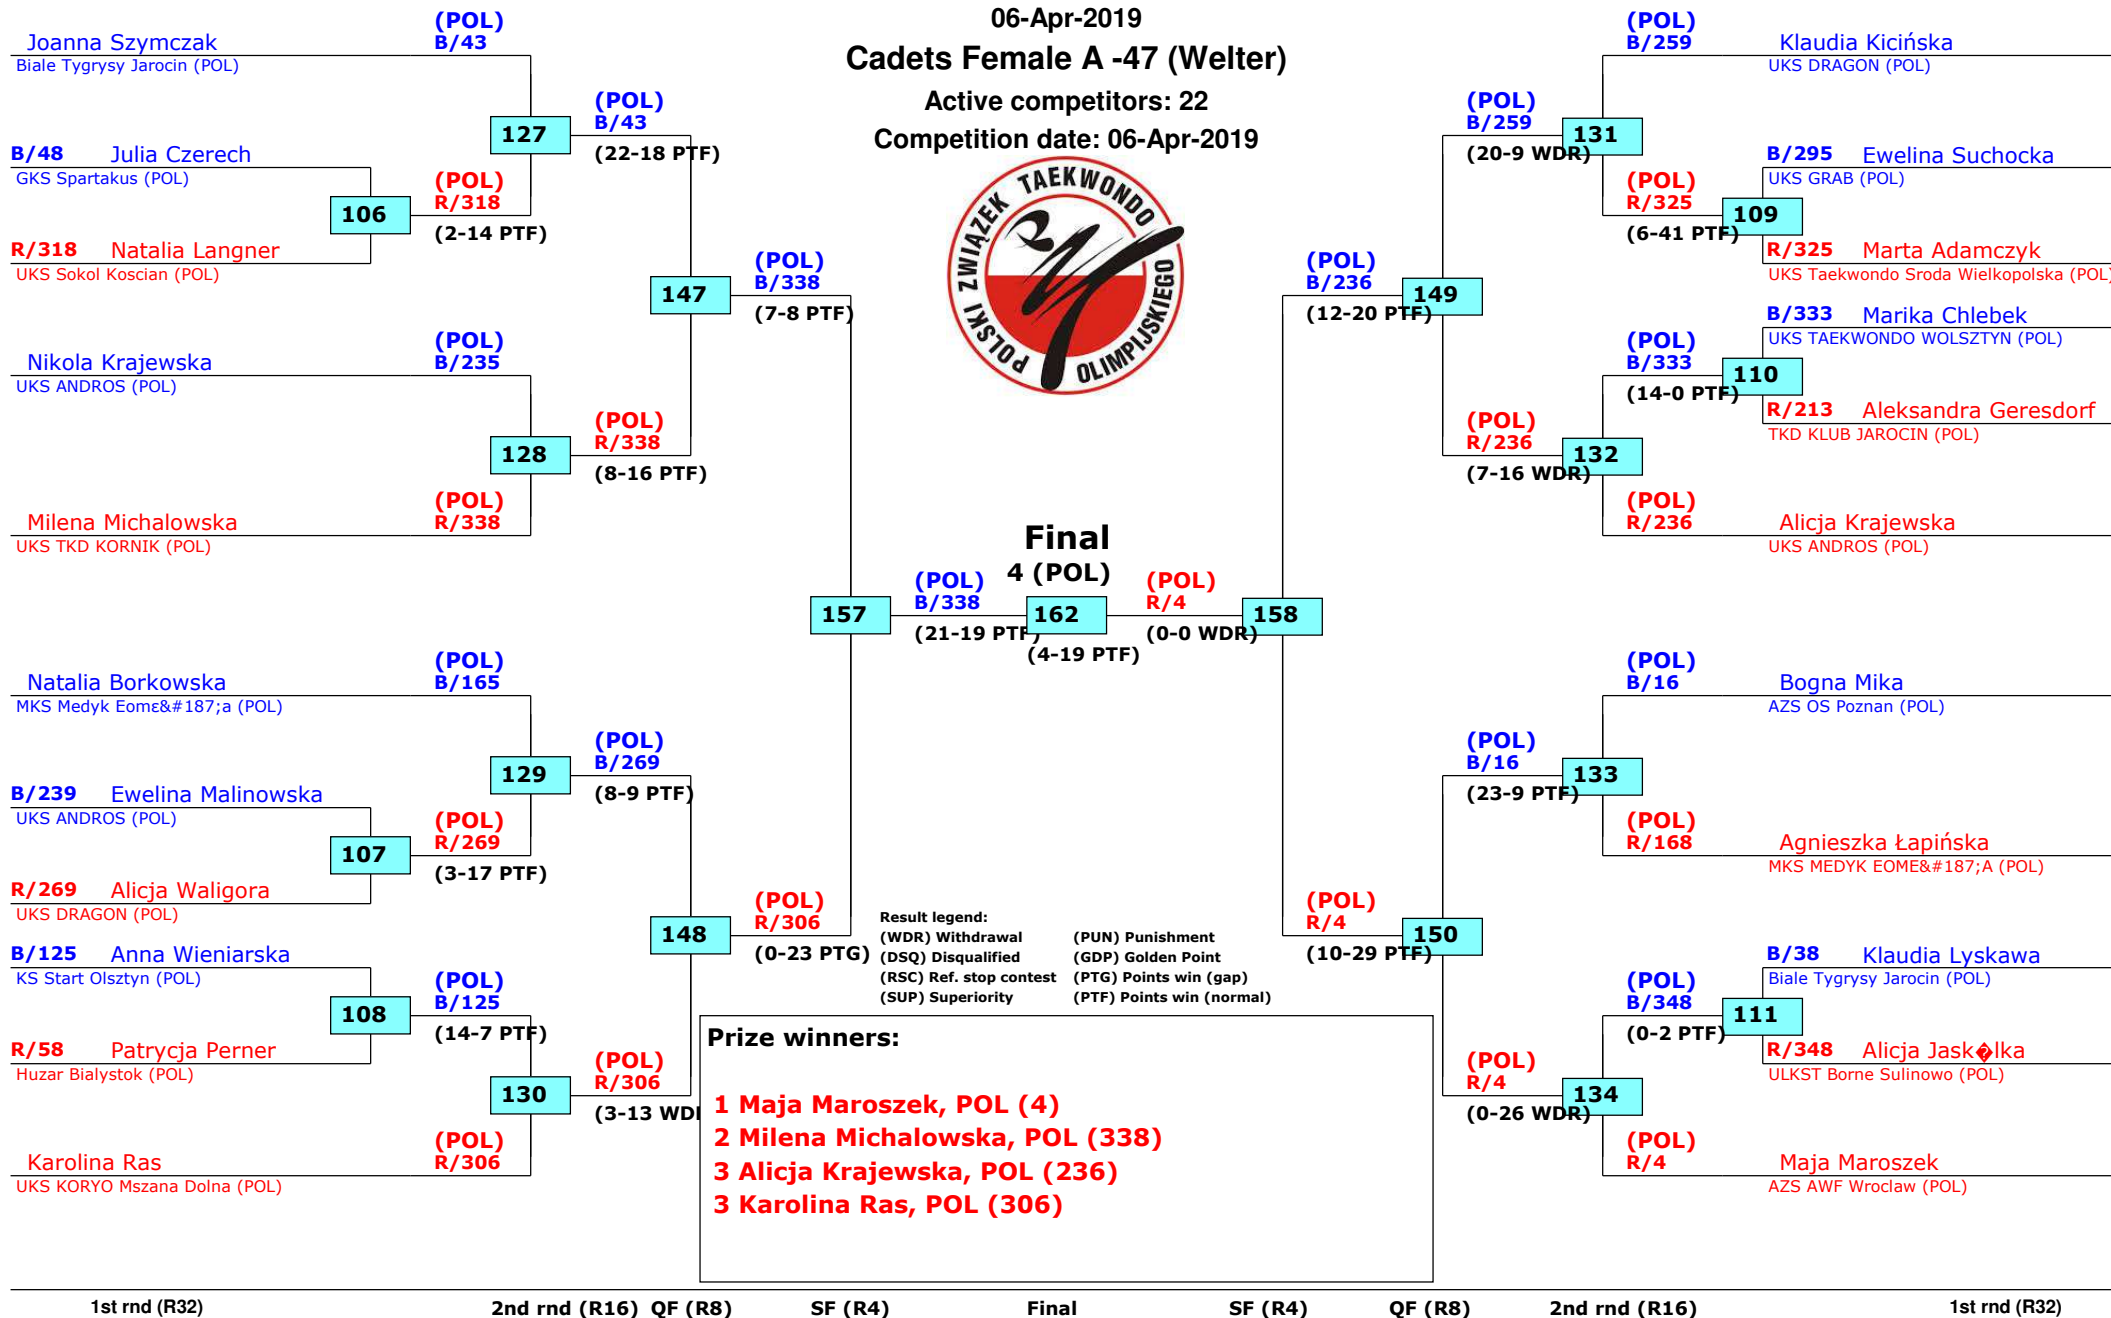 06-Apr-2019
Cadets Female A -47 (Welter)
Active competitors: 22
Competition date: 06-Apr-2019
POLSKI ZWIĄZEK TAEKWONDO OLIMPIJSKIEGO
Joanna Szymczak
Biale Tygrysy Jarocin (POL)
(POL)
B/43
B/48 Julia Czerech
GKS Spartakus (POL)
R/318 Natalia Langner
UKS Sokol Koscian (POL)
106
(POL)
R/318
(2-14 PTF)
127
(POL)
B/43
(22-18 PTF)
Nikola Krajewska
UKS ANDROS (POL)
(POL)
B/235
Milena Michalowska
UKS TKD KORNIK (POL)
(POL)
R/338
128
(POL)
R/338
(8-16 PTF)
147
(POL)
B/338
(7-8 PTF)
Natalia Borkowska
MKS Medyk Eomε&#187;a (POL)
(POL)
B/165
B/239 Ewelina Malinowska
UKS ANDROS (POL)
R/269 Alicja Waligora
UKS DRAGON (POL)
107
(POL)
R/269
(3-17 PTF)
129
(POL)
B/269
(8-9 PTF)
B/125 Anna Wieniarska
KS Start Olsztyn (POL)
R/58 Patrycja Perner
Huzar Bialystok (POL)
108
(POL)
B/125
(14-7 PTF)
Karolina Ras
UKS KORYO Mszana Dolna (POL)
(POL)
R/306
130
(POL)
R/306
(3-13 WD
148
(POL)
R/306
(0-23 PTG)
157
(POL)
B/338
(21-19 PTF)
Final
4 (POL)
162
(4-19 PTF)
(POL)
R/4
(0-0 WDR)
158
(POL)
B/236
(12-20 PTF)
149
(POL)
B/259
(20-9 WDR)
131
(POL)
B/259
Klaudia Kicińska
UKS DRAGON (POL)
B/295 Ewelina Suchocka
UKS GRAB (POL)
(POL)
R/325
(6-41 PTF)
109
R/325 Marta Adamczyk
UKS Taekwondo Sroda Wielkopolska (POL)
B/333 Marika Chlebek
UKS TAEKWONDO WOLSZTYN (POL)
(POL)
B/333
(14-0 PTF)
110
R/213 Aleksandra Geresdorf
TKD KLUB JAROCIN (POL)
(POL)
R/236
(7-16 WDR)
132
(POL)
R/236
Alicja Krajewska
UKS ANDROS (POL)
(POL)
B/16
Bogna Mika
AZS OS Poznan (POL)
(POL)
B/16
(23-9 PTF)
133
(POL)
R/168
Agnieszka Łapińska
MKS MEDYK EOME&#187;A (POL)
(POL)
R/4
(10-29 PTF)
150
B/38 Klaudia Lyskawa
Biale Tygrysy Jarocin (POL)
(POL)
B/348
(0-2 PTF)
111
R/348 Alicja Jask�lka
ULKST Borne Sulinowo (POL)
(POL)
R/4
(0-26 WDR)
134
(POL)
R/4
Maja Maroszek
AZS AWF Wroclaw (POL)
Result legend:
(WDR) Withdrawal (PUN) Punishment
(DSQ) Disqualified (GDP) Golden Point
(RSC) Ref. stop contest (PTG) Points win (gap)
(SUP) Superiority (PTF) Points win (normal)
Prize winners:
1 Maja Maroszek, POL (4)
2 Milena Michalowska, POL (338)
3 Alicja Krajewska, POL (236)
3 Karolina Ras, POL (306)
1st rnd (R32) 2nd rnd (R16) QF (R8) SF (R4) Final SF (R4) QF (R8) 2nd rnd (R16) 1st rnd (R32)